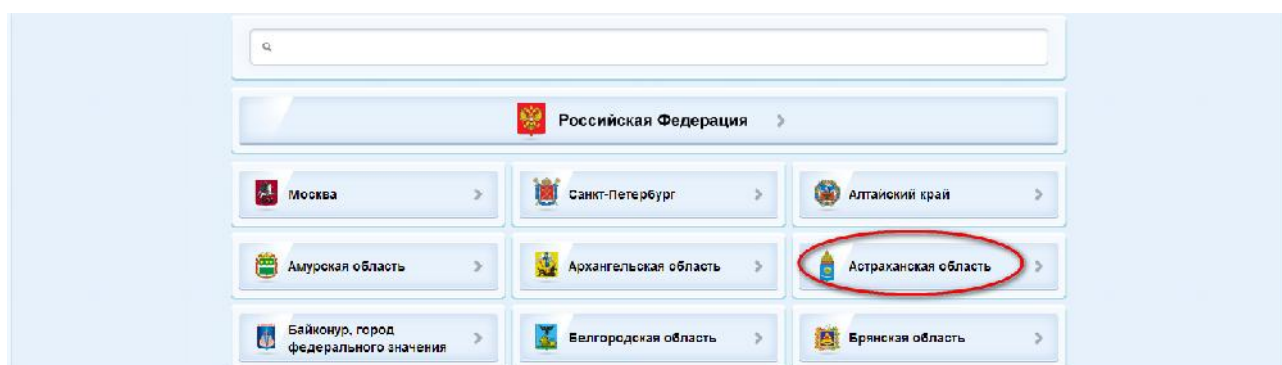 Российская Федерация
Москва
Санкт-Петербург
Алтайский край
Амурская область
Архангельская область
Астраханская область
Байконур, город
федерального значения
Белгородская область
Брянская область